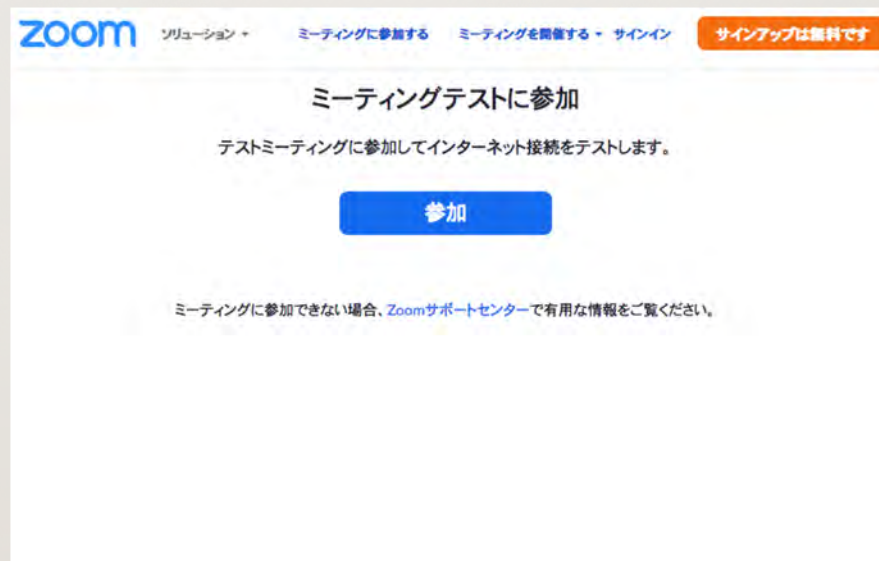 zoom ソリューション ミーティングに参加する ミーティングを開催する サインイン サインアップは無料です
ミーティングテストに参加
テストミーティングに参加してインターネット接続をテストします。
参加
ミーティングに参加できない場合、Zoomサポートセンターで有用な情報をご覧ください。